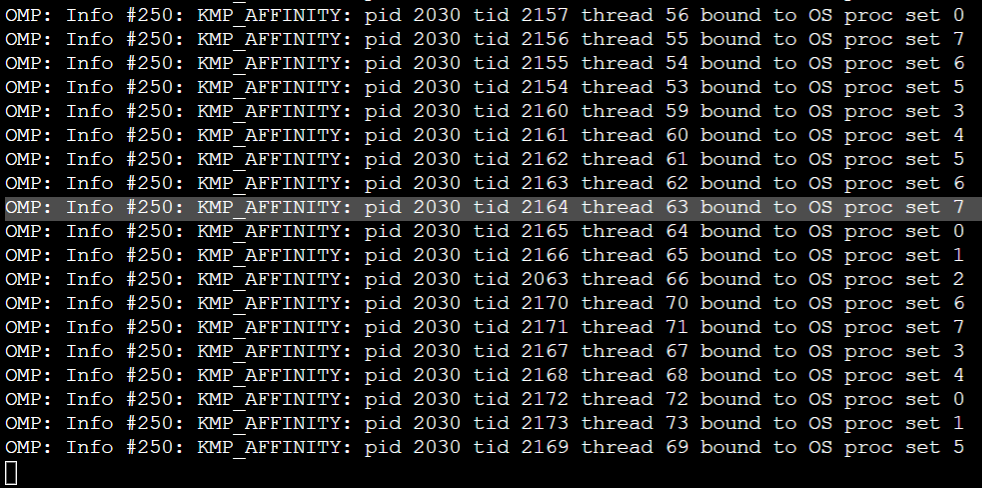 OMP: Info #250: KMP_AFFINITY: pid 2030 tid 2157 thread 56 bound to OS proc set 0
OMP: Info #250: KMP_AFFINITY: pid 2030 tid 2156 thread 55 bound to OS proc set 7
OMP: Info #250: KMP_AFFINITY: pid 2030 tid 2155 thread 54 bound to OS proc set 6
OMP: Info #250: KMP_AFFINITY: pid 2030 tid 2154 thread 53 bound to OS proc set 5
OMP: Info #250: KMP_AFFINITY: pid 2030 tid 2160 thread 59 bound to OS proc set 3
OMP: Info #250: KMP_AFFINITY: pid 2030 tid 2161 thread 60 bound to OS proc set 4
OMP: Info #250: KMP_AFFINITY: pid 2030 tid 2162 thread 61 bound to OS proc set 5
OMP: Info #250: KMP_AFFINITY: pid 2030 tid 2163 thread 62 bound to OS proc set 6
OMP: Info #250: KMP_AFFINITY: pid 2030 tid 2164 thread 63 bound to OS proc set 7
OMP: Info #250: KMP_AFFINITY: pid 2030 tid 2165 thread 64 bound to OS proc set 0
OMP: Info #250: KMP_AFFINITY: pid 2030 tid 2166 thread 65 bound to OS proc set 1
OMP: Info #250: KMP_AFFINITY: pid 2030 tid 2063 thread 66 bound to OS proc set 2
OMP: Info #250: KMP_AFFINITY: pid 2030 tid 2170 thread 70 bound to OS proc set 6
OMP: Info #250: KMP_AFFINITY: pid 2030 tid 2171 thread 71 bound to OS proc set 7
OMP: Info #250: KMP_AFFINITY: pid 2030 tid 2167 thread 67 bound to OS proc set 3
OMP: Info #250: KMP_AFFINITY: pid 2030 tid 2168 thread 68 bound to OS proc set 4
OMP: Info #250: KMP_AFFINITY: pid 2030 tid 2172 thread 72 bound to OS proc set 0
OMP: Info #250: KMP_AFFINITY: pid 2030 tid 2173 thread 73 bound to OS proc set 1
OMP: Info #250: KMP_AFFINITY: pid 2030 tid 2169 thread 69 bound to OS proc set 5